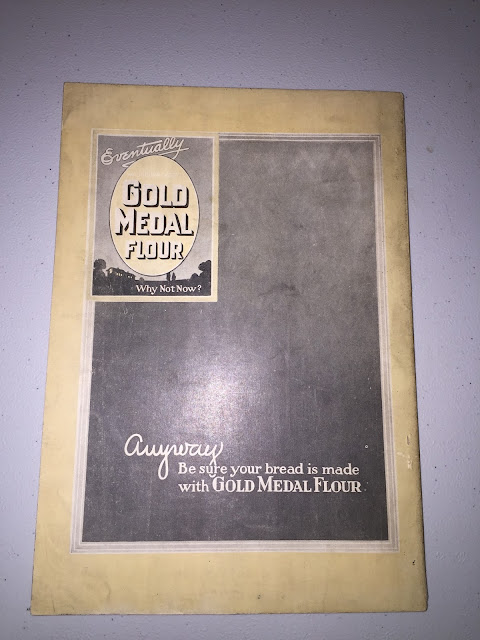 Eventually
GOLD
MEDAL
FLOUR
Why Not Now?
Anyway
Be sure your bread is made
with GOLD MEDAL FLOUR